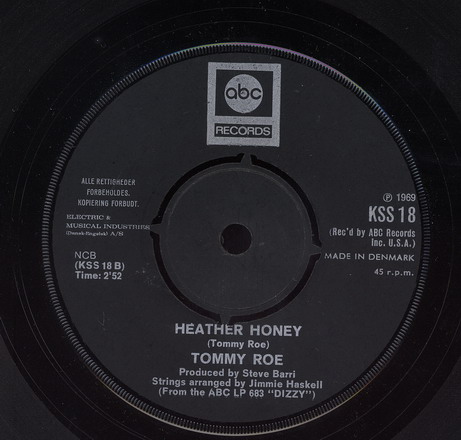 abc
RECORDS
ALLE RETTIGHEDER
FORBEHOLDES.
KOPIERING FORBUDT.
ELECTRIC &
MUSICAL INDUSTRIES
(Dansk-Engelsk) A/S
NCB
(KSS 18 B)
Time: 2'52
℗ 1969
KSS 18
(Rec'd by ABC Records
Inc. U.S.A.)
MADE IN DENMARK
45 r.p.m.
HEATHER HONEY
(Tommy Roe)
TOMMY ROE
Produced by Steve Barri
Strings arranged by Jimmie Haskell
(From the ABC LP 683 "DIZZY")